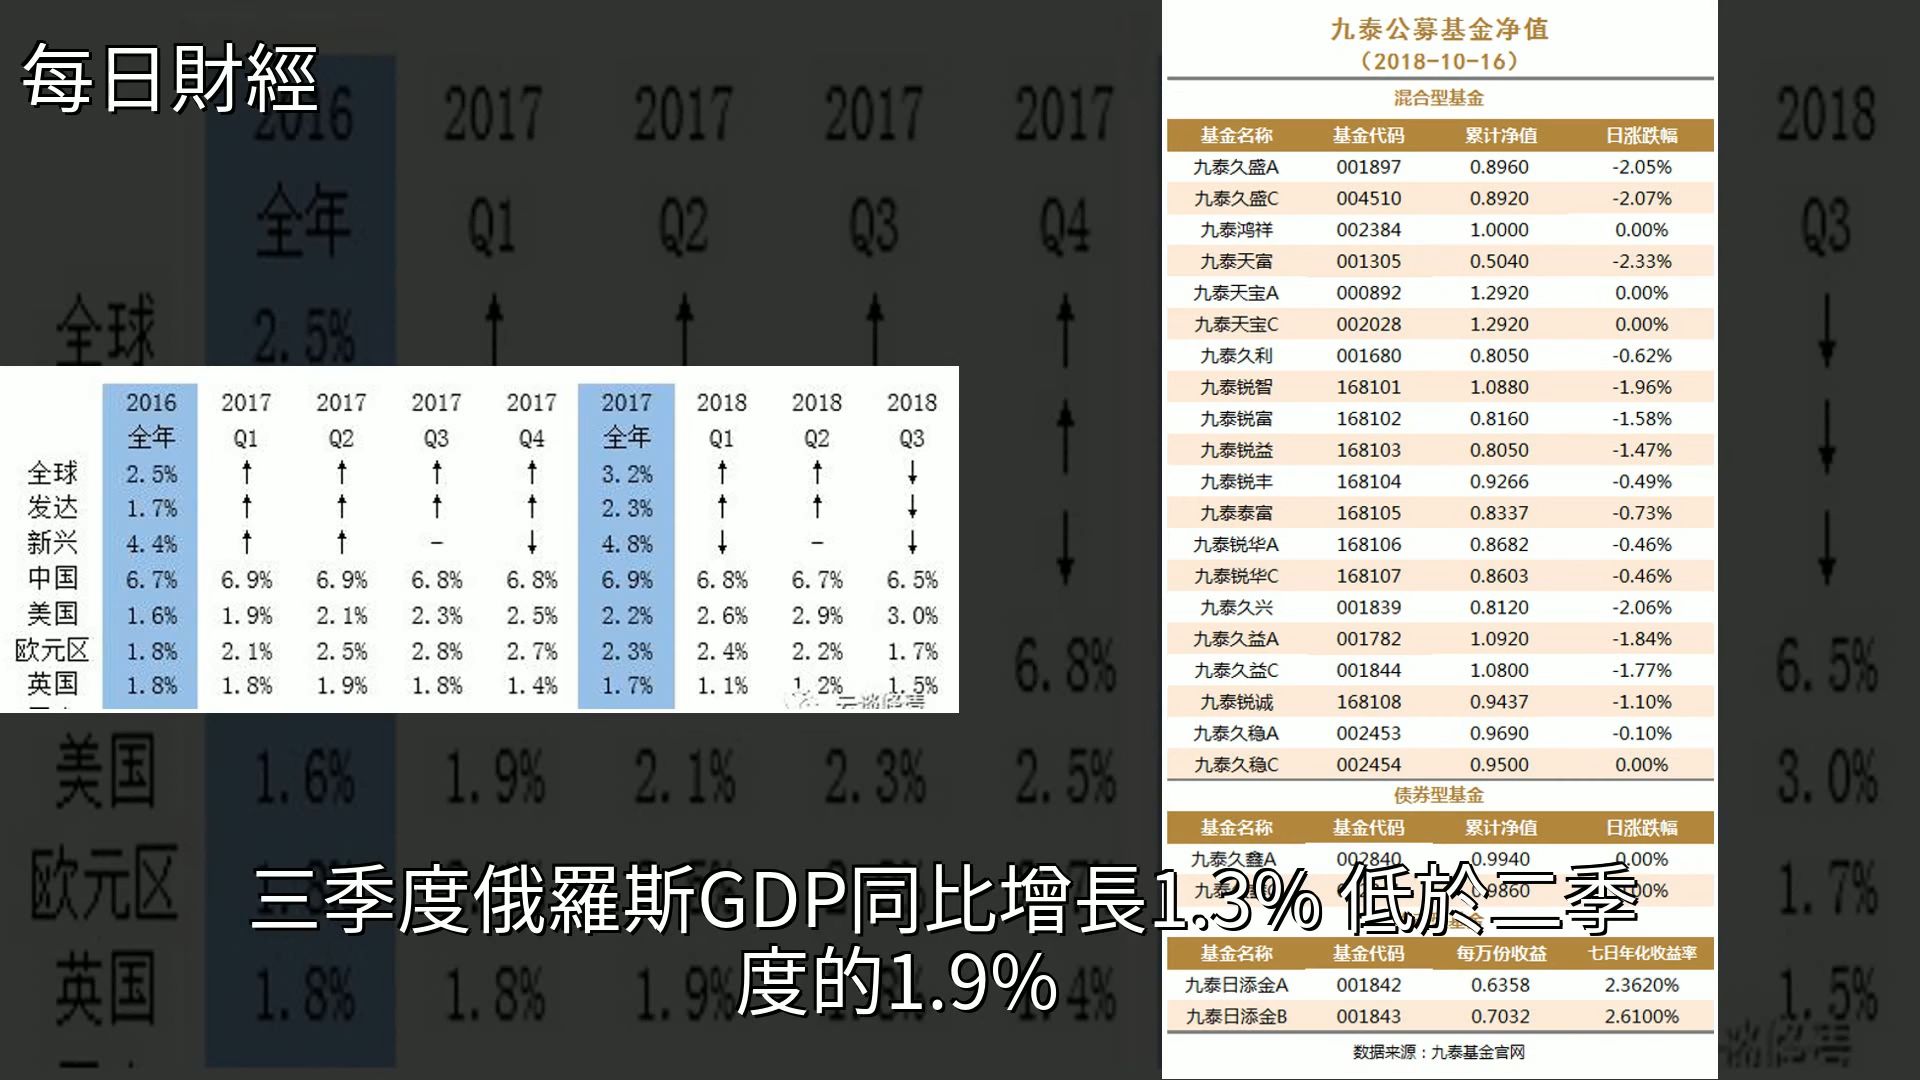 每日財經
2016 2017 2017 2017 2017 2018
全年 Q1 Q2 Q3 Q4 Q3
全球 2.5% ↑ ↑ ↑ ↑ ↓
2016 2017 2017 2017 2017 2017 2018 2018 2018
全年 Q1 Q2 Q3 Q4 全年 Q1 Q2 Q3
全球 2.5% ↑ ↑ ↑ ↑ 3.2% ↑ ↑ ↓
发达 1.7% ↑ ↑ ↑ ↑ 2.3% ↑ ↑ ↓
新兴 4.4% ↑ ↑ - ↓ 4.8% ↓ - ↓
中国 6.7% 6.9% 6.9% 6.8% 6.8% 6.9% 6.8% 6.7% 6.5%
美国 1.6% 1.9% 2.1% 2.3% 2.5% 2.2% 2.6% 2.9% 3.0%
欧元区 1.8% 2.1% 2.5% 2.8% 2.7% 2.3% 2.4% 2.2% 1.7%
英国 1.8% 1.8% 1.9% 1.8% 1.4% 1.7% 1.1% 1.2% 1.5%
6.8% 6.5%
美国 1.6% 1.9% 2.1% 2.3% 2.5% 3.0%
欧元区 1.7%
英国 1.8% 1.8% 1.9% 1.5%
九泰公募基金净值
（2018-10-16）
混合型基金
基金名称 基金代码 累计净值 日涨跌幅
九泰久盛A 001897 0.8960 -2.05%
九泰久盛C 004510 0.8920 -2.07%
九泰鸿祥 002384 1.0000 0.00%
九泰天富 001305 0.5040 -2.33%
九泰天宝A 000892 1.2920 0.00%
九泰天宝C 002028 1.2920 0.00%
九泰久利 001680 0.8050 -0.62%
九泰锐智 168101 1.0880 -1.96%
九泰锐富 168102 0.8160 -1.58%
九泰锐益 168103 0.8050 -1.47%
九泰锐丰 168104 0.9266 -0.49%
九泰泰富 168105 0.8337 -0.73%
九泰锐华A 168106 0.8682 -0.46%
九泰锐华C 168107 0.8603 -0.46%
九泰久兴 001839 0.8120 -2.06%
九泰久益A 001782 1.0920 -1.84%
九泰久益C 001844 1.0800 -1.77%
九泰锐诚 168108 0.9437 -1.10%
九泰久稳A 002453 0.9690 -0.10%
九泰久稳C 002454 0.9500 0.00%
债券型基金
基金名称 基金代码 累计净值 日涨跌幅
九泰久鑫A 002840 0.9940 0.00%
基金名称 基金代码 每万份收益 七日年化收益率
九泰日添金A 001842 0.6358 2.3620%
九泰日添金B 001843 0.7032 2.6100%
数据来源：九泰基金官网
三季度俄羅斯GDP同比增長1.3% 低於二季
度的1.9%